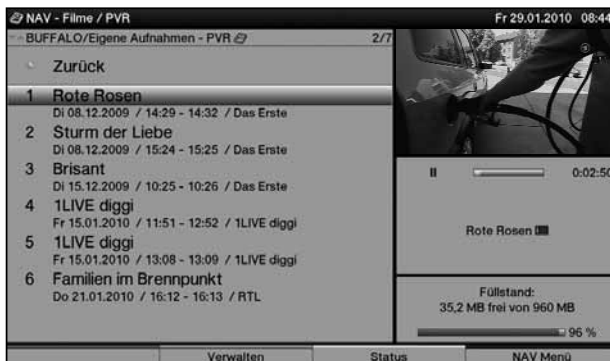 NAV - Filme / PVR
Fr 29.01.2010 08:44
BUFFALO/Eigene Aufnahmen - PVR
2/7
Zurück
1 Rote Rosen
Di 08.12.2009 / 14:29 - 14:32 / Das Erste
2 Sturm der Liebe
Di 08.12.2009 / 15:24 - 15:25 / Das Erste
3 Brisant
Di 15.12.2009 / 10:25 - 10:26 / Das Erste
4 1LIVE diggi
Fr 15.01.2010 / 11:51 - 12:52 / 1LIVE diggi
5 1LIVE diggi
Fr 15.01.2010 / 13:08 - 13:09 / 1LIVE diggi
6 Familien im Brennpunkt
Do 21.01.2010 / 16:12 - 16:13 / RTL
0:02:50
Rote Rosen
Füllstand:
35,2 MB frei von 960 MB
96 %
Verwalten
Status
NAV Menü